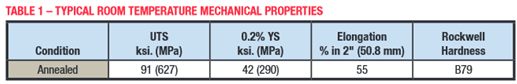 TABLE 1 – TYPICAL ROOM TEMPERATURE MECHANICAL PROPERTIES
Condition UTS ksi. (MPa) 0.2% YS ksi. (MPa) Elongation % in 2" (50.8 mm) Rockwell Hardness
Annealed 91 (627) 42 (290) 55 B79